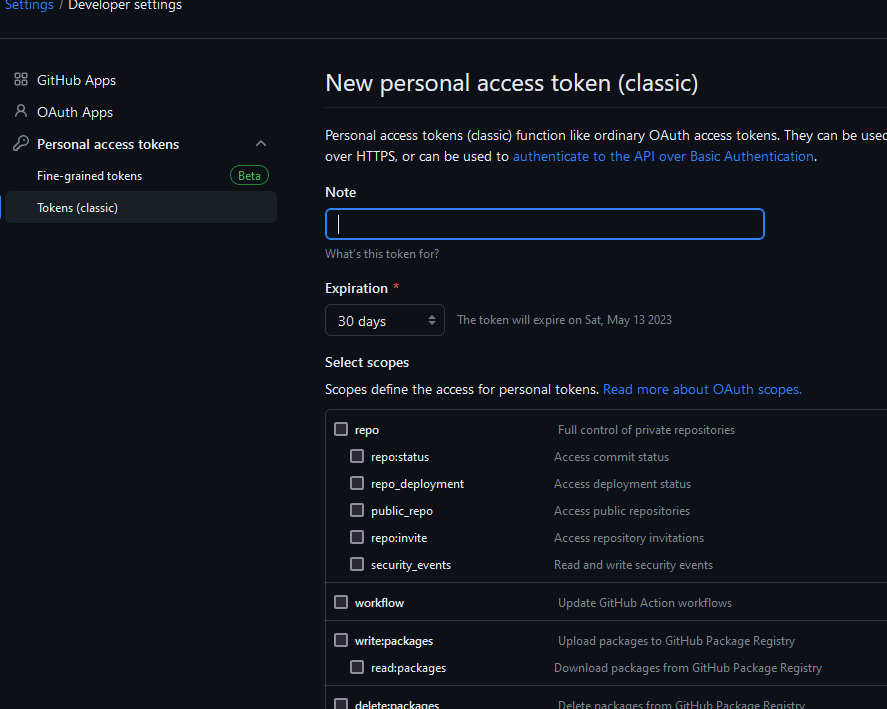 Settings / Developer settings
GitHub Apps
OAuth Apps
Personal access tokens
Fine-grained tokens Beta
Tokens (classic)
New personal access token (classic)
Personal access tokens (classic) function like ordinary OAuth access tokens. They can be used
over HTTPS, or can be used to authenticate to the API over Basic Authentication.
Note
What's this token for?
Expiration *
30 days The token will expire on Sat, May 13 2023
Select scopes
Scopes define the access for personal tokens. Read more about OAuth scopes.
repo Full control of private repositories
repo:status Access commit status
repo_deployment Access deployment status
public_repo Access public repositories
repo:invite Access repository invitations
security_events Read and write security events
workflow Update GitHub Action workflows
write:packages Upload packages to GitHub Package Registry
read:packages Download packages from GitHub Package Registry
delete:packages Delete packages from GitHub Package Registry